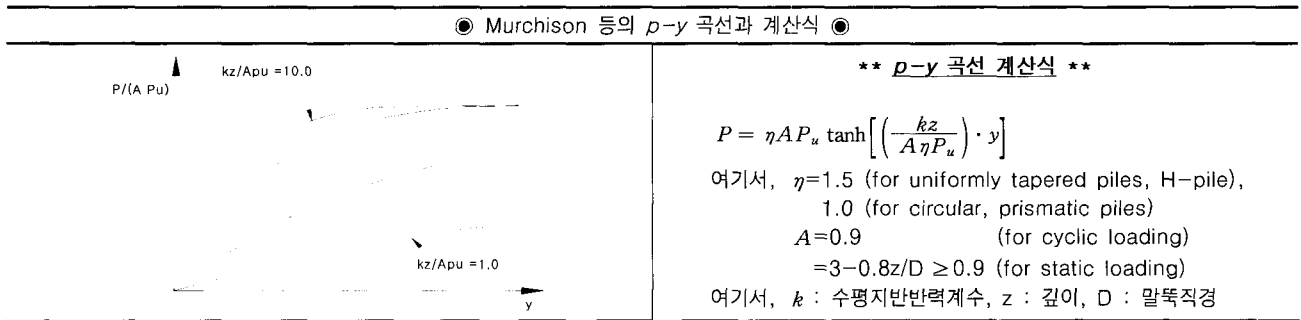 ◉ Murchison 등의 p-y 곡선과 계산식 ◉
kz/Apu =10.0
P/(A Pu)
kz/Apu =1.0
y
** p-y 곡선 계산식 **
P = ηAP_u tanh[(kz/(AηP_u)) · y]
여기서, η=1.5 (for uniformly tapered piles, H-pile),
1.0 (for circular, prismatic piles)
A=0.9 (for cyclic loading)
=3-0.8z/D ≥0.9 (for static loading)
여기서, k : 수평지반반력계수, z : 깊이, D : 말뚝직경